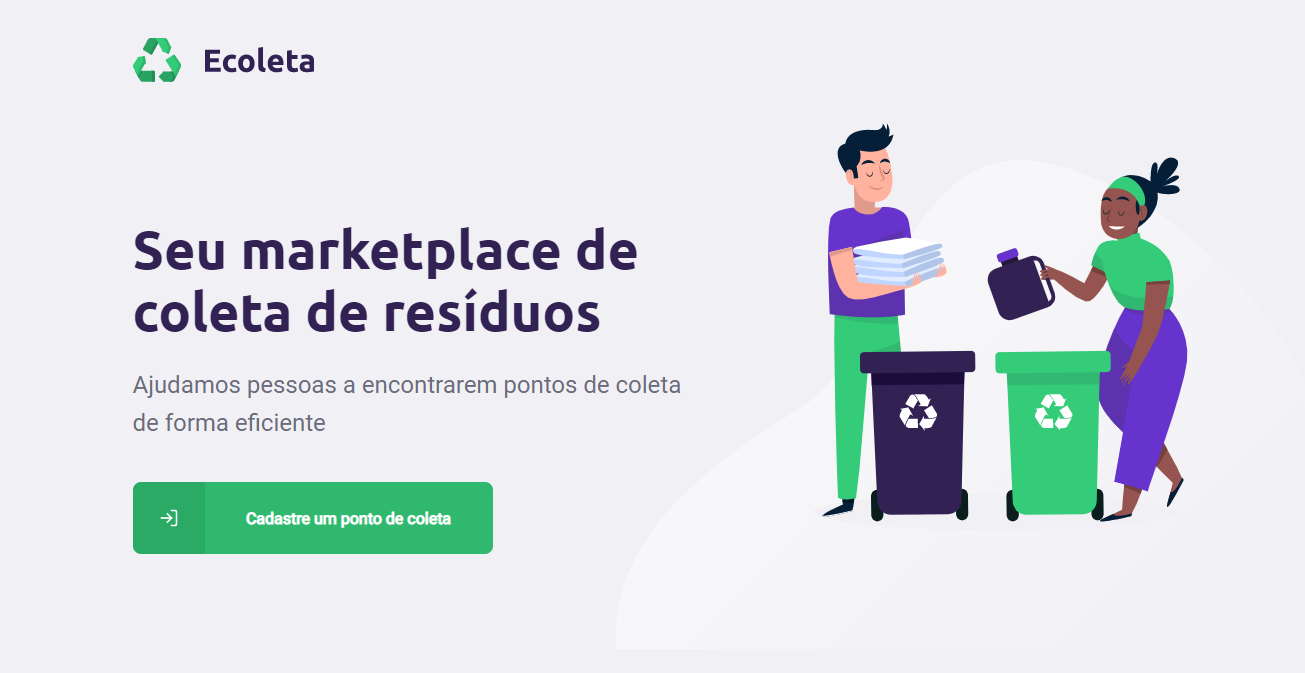 Ecoleta
Seu marketplace de
coleta de resíduos
Ajudamos pessoas a encontrarem pontos de coleta
de forma eficiente
Cadastre um ponto de coleta